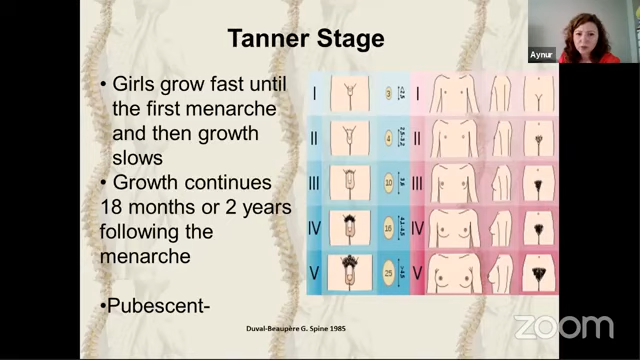 Tanner Stage
Aynur
• Girls grow fast until
the first menarche
and then growth
slows
• Growth continues
18 months or 2 years
following the
menarche
•Pubescent-
I
3
<2,5
I
II
4
II
III
10
III
IV
16
IV
V
25
V
Duval-Beaupère G. Spine 1985
zoom